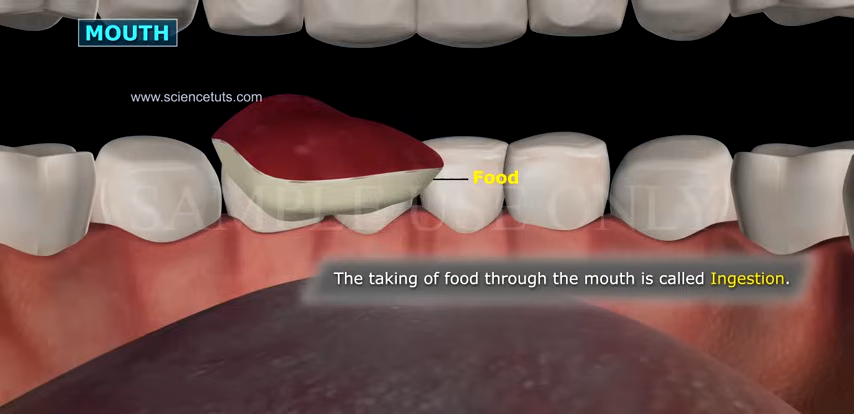 MOUTH
www.sciencetuts.com
Food
SAMPLE USE ONLY
The taking of food through the mouth is called Ingestion.